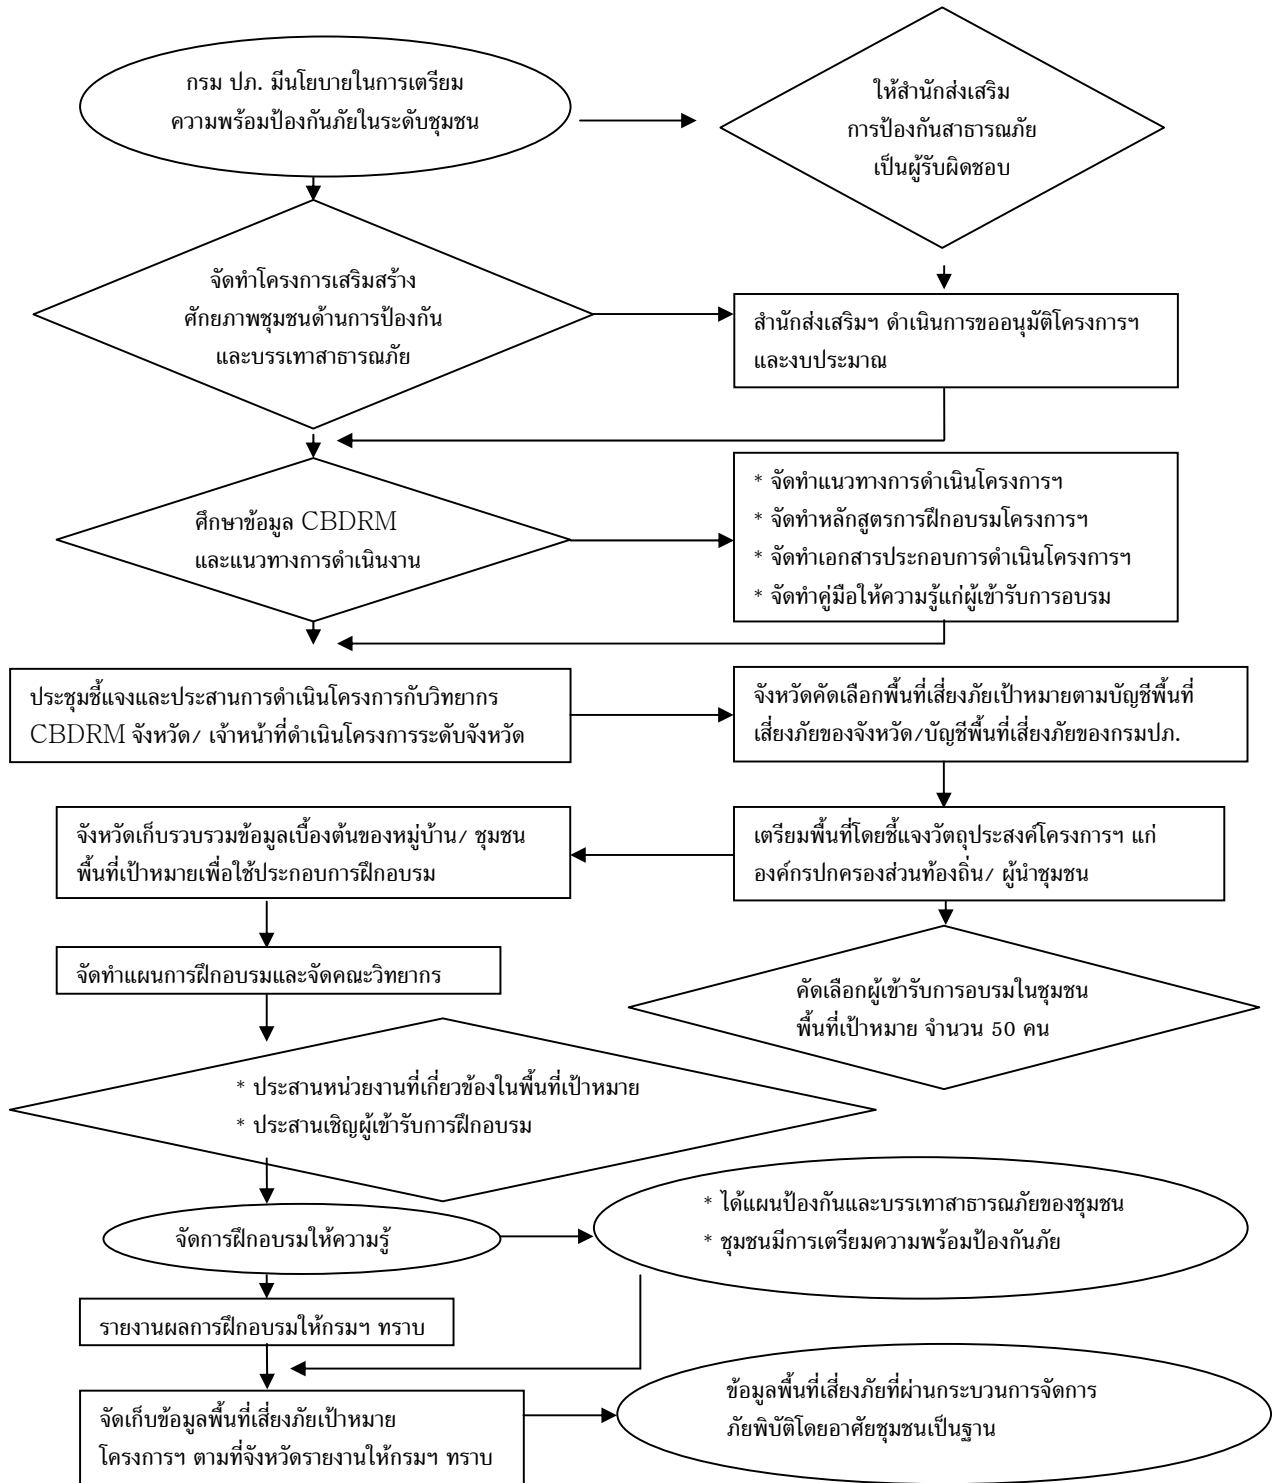 กรม ปภ. มีนโยบายในการเตรียม
ความพร้อมป้องกันภัยในระดับชุมชน
ให้สำนักส่งเสริม
การป้องกันสาธารณภัย
เป็นผู้รับผิดชอบ
จัดทำโครงการเสริมสร้าง
ศักยภาพชุมชนด้านการป้องกัน
และบรรเทาสาธารณภัย
สำนักส่งเสริมฯ ดำเนินการขออนุมัติโครงการฯ
และงบประมาณ
ศึกษาข้อมูล CBDRM
และแนวทางการดำเนินงาน
* จัดทำแนวทางการดำเนินโครงการฯ
* จัดทำหลักสูตรการฝึกอบรมโครงการฯ
* จัดทำเอกสารประกอบการดำเนินโครงการฯ
* จัดทำคู่มือให้ความรู้แก่ผู้เข้ารับการอบรม
ประชุมชี้แจงและประสานการดำเนินโครงการกับวิทยากร
CBDRM จังหวัด/ เจ้าหน้าที่ดำเนินโครงการระดับจังหวัด
จังหวัดคัดเลือกพื้นที่เสี่ยงภัยเป้าหมายตามบัญชีพื้นที่
เสี่ยงภัยของจังหวัด/บัญชีพื้นที่เสี่ยงภัยของกรมปภ.
จังหวัดเก็บรวบรวมข้อมูลเบื้องต้นของหมู่บ้าน/ ชุมชน
พื้นที่เป้าหมายเพื่อใช้ประกอบการฝึกอบรม
เตรียมพื้นที่โดยชี้แจงวัตถุประสงค์โครงการฯ แก่
องค์กรปกครองส่วนท้องถิ่น/ ผู้นำชุมชน
จัดทำแผนการฝึกอบรมและจัดคณะวิทยากร
คัดเลือกผู้เข้ารับการอบรมในชุมชน
พื้นที่เป้าหมาย จำนวน 50 คน
* ประสานหน่วยงานที่เกี่ยวข้องในพื้นที่เป้าหมาย
* ประสานเชิญผู้เข้ารับการฝึกอบรม
จัดการฝึกอบรมให้ความรู้
* ได้แผนป้องกันและบรรเทาสาธารณภัยของชุมชน
* ชุมชนมีการเตรียมความพร้อมป้องกันภัย
รายงานผลการฝึกอบรมให้กรมฯ ทราบ
จัดเก็บข้อมูลพื้นที่เสี่ยงภัยเป้าหมาย
โครงการฯ ตามที่จังหวัดรายงานให้กรมฯ ทราบ
ข้อมูลพื้นที่เสี่ยงภัยที่ผ่านกระบวนการจัดการ
ภัยพิบัติโดยอาศัยชุมชนเป็นฐาน